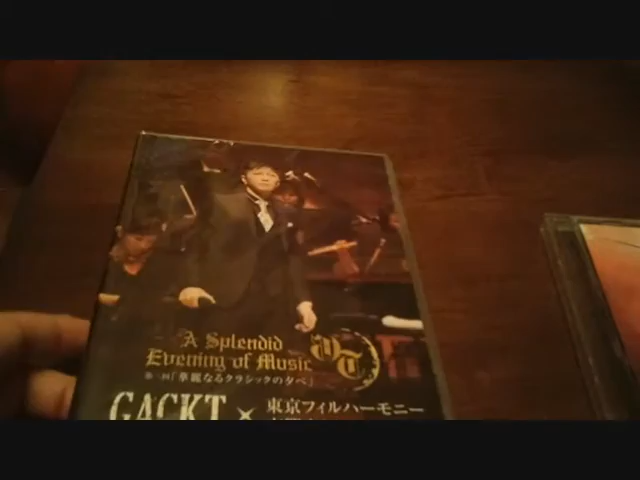 A Splendid
Evening of Music
第一回「華麗なるクラシックの夕べ」
GACKT × 東京フィルハーモニー